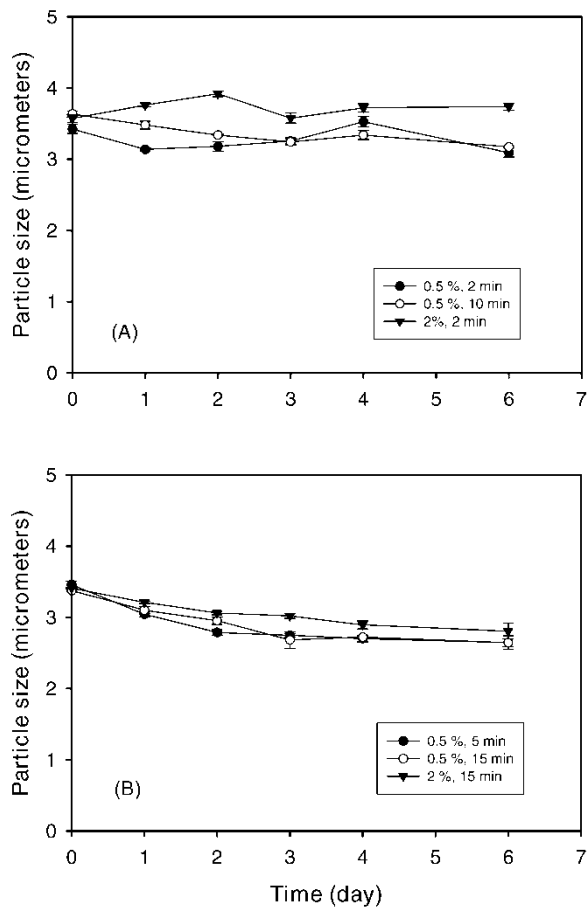 5
4
3
2
1
0
Particle size (micrometers)
(A)
0.5 %, 2 min
0.5 %, 10 min
2%, 2 min
0 1 2 3 4 5 6 7
5
4
3
2
1
0
Particle size (micrometers)
(B)
0.5 %, 5 min
0.5 %, 15 min
2 %, 15 min
0 1 2 3 4 5 6 7
Time (day)